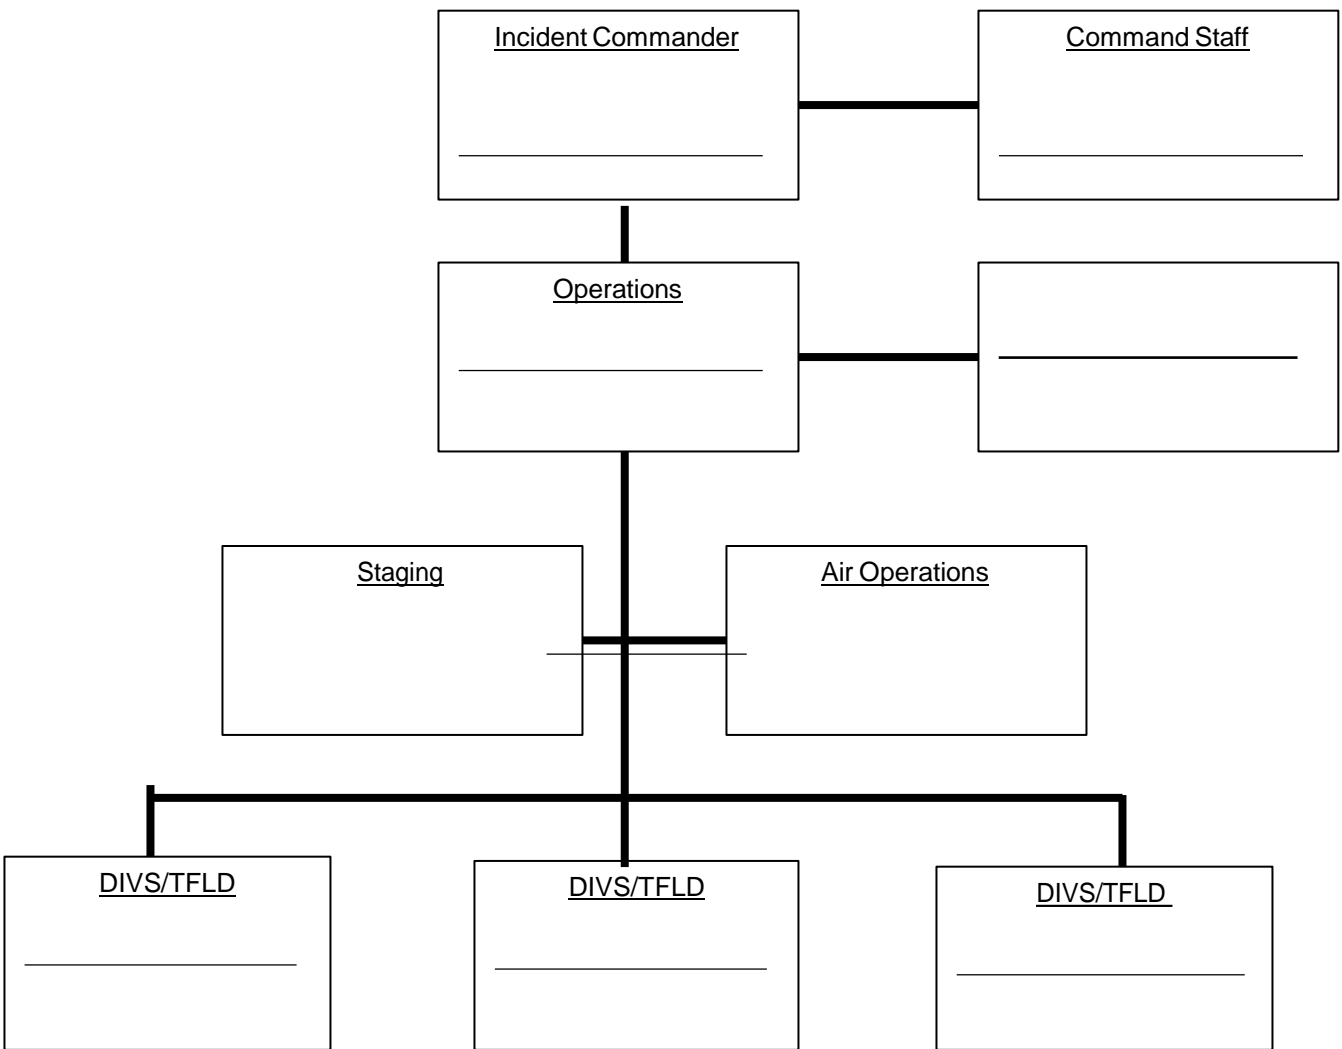 Incident Commander
Command Staff
Operations
Staging
Air Operations
DIVS/TFLD
DIVS/TFLD
DIVS/TFLD